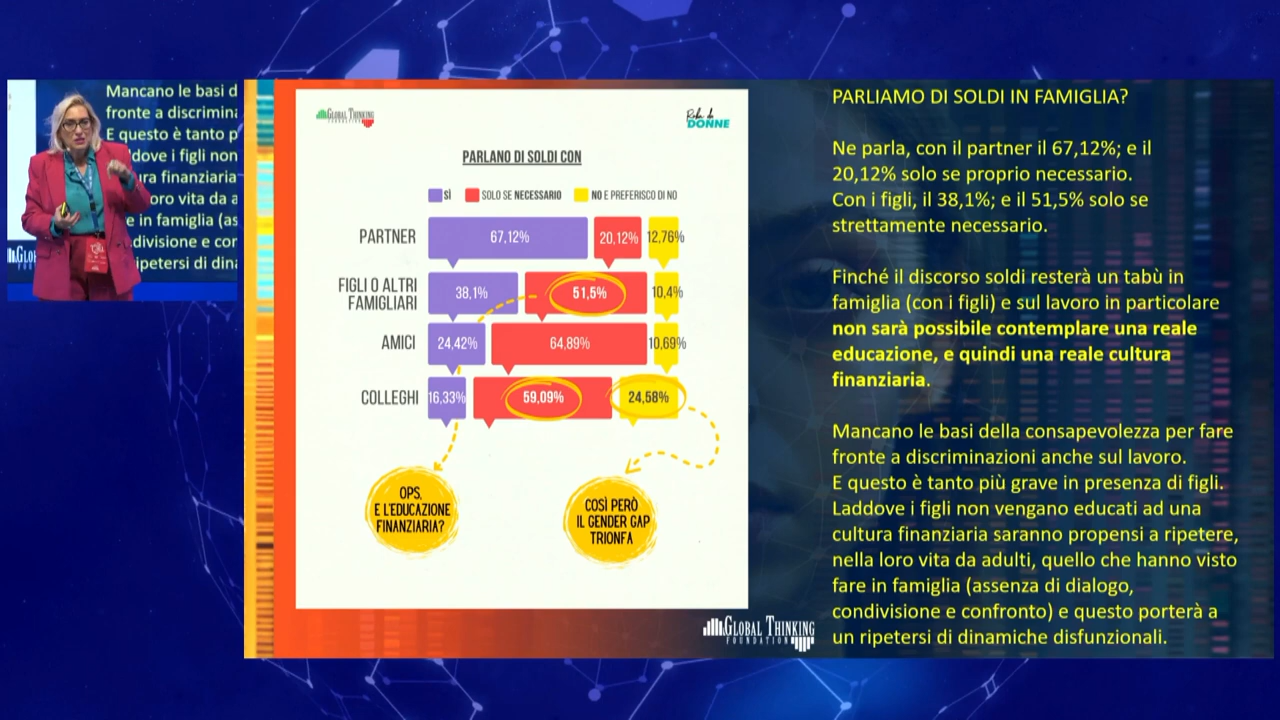 Mancano le basi d
fronte a discrimina
E questo è tanto p
ddove i figli non
ra finanziaria
oro vita da a
e in famiglia (as
divisione e cor
ipetersi di dina
GLOBAL THINKING
FOUNDATION
Roba da
DONNE
PARLANO DI SOLDI CON
SÌ
SOLO SE NECESSARIO
NO E PREFERISCO DI NO
PARTNER 67,12% 20,12% 12,76%
FIGLI O ALTRI
FAMIGLIARI
38,1% 51,5% 10,4%
AMICI 24,42% 64,89% 10,69%
COLLEGHI 16,33% 59,09% 24,58%
OPS,
E L'EDUCAZIONE
FINANZIARIA?
COSÌ PERÒ
IL GENDER GAP
TRIONFA
GLOBAL THINKING
FOUNDATION
PARLIAMO DI SOLDI IN FAMIGLIA?
Ne parla, con il partner il 67,12%; e il
20,12% solo se proprio necessario.
Con i figli, il 38,1%; e il 51,5% solo se
strettamente necessario.
Finché il discorso soldi resterà un tabù in
famiglia (con i figli) e sul lavoro in particolare
non sarà possibile contemplare una reale
educazione, e quindi una reale cultura
finanziaria.
Mancano le basi della consapevolezza per fare
fronte a discriminazioni anche sul lavoro.
E questo è tanto più grave in presenza di figli.
Laddove i figli non vengano educati ad una
cultura finanziaria saranno propensi a ripetere,
nella loro vita da adulti, quello che hanno visto
fare in famiglia (assenza di dialogo,
condivisione e confronto) e questo porterà a
un ripetersi di dinamiche disfunzionali.